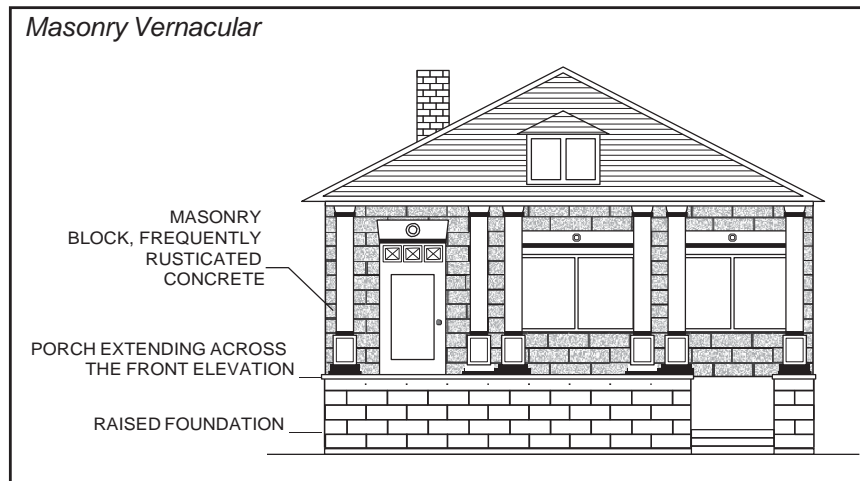 Masonry Vernacular
MASONRY
BLOCK, FREQUENTLY
RUSTICATED
CONCRETE
PORCH EXTENDING ACROSS
THE FRONT ELEVATION
RAISED FOUNDATION